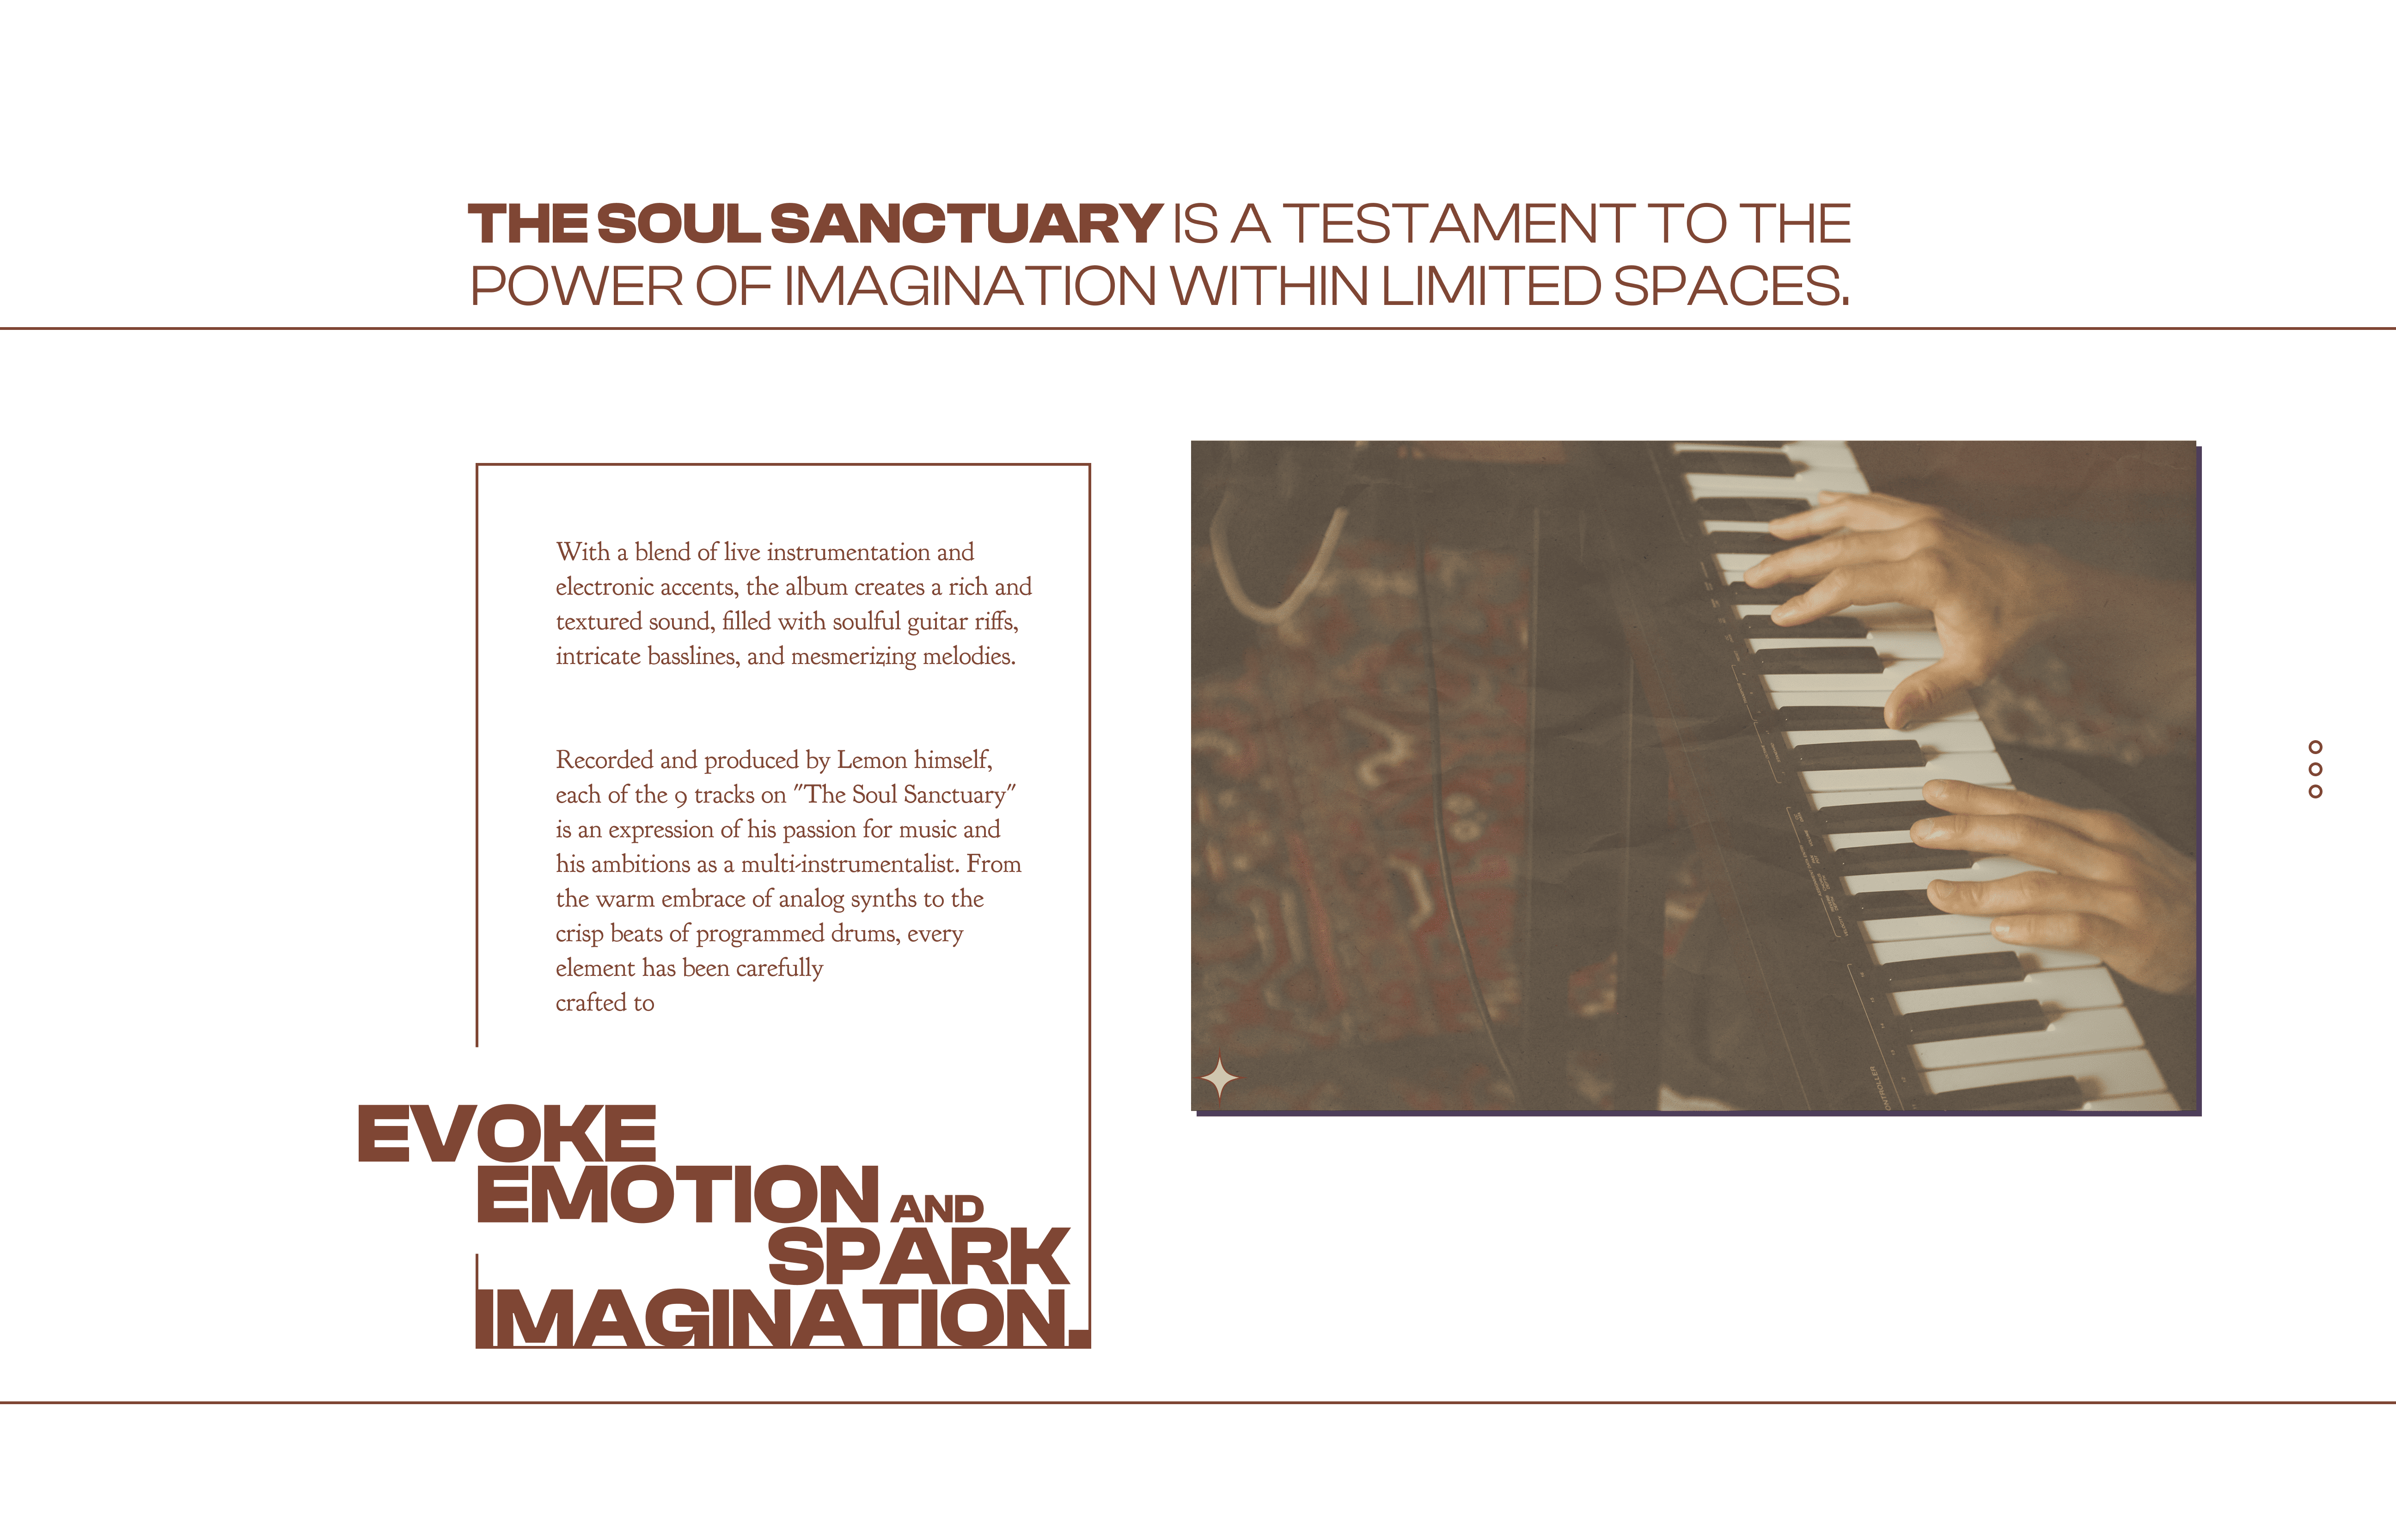 THE SOUL SANCTUARY IS A TESTAMENT TO THE
POWER OF IMAGINATION WITHIN LIMITED SPACES.
With a blend of live instrumentation and
electronic accents, the album creates a rich and
textured sound, filled with soulful guitar riffs,
intricate basslines, and mesmerizing melodies.
Recorded and produced by Lemon himself,
each of the 9 tracks on "The Soul Sanctuary"
is an expression of his passion for music and
his ambitions as a multi-instrumentalist. From
the warm embrace of analog synths to the
crisp beats of programmed drums, every
element has been carefully
crafted to
EVOKE
EMOTION AND
SPARK
IMAGINATION.